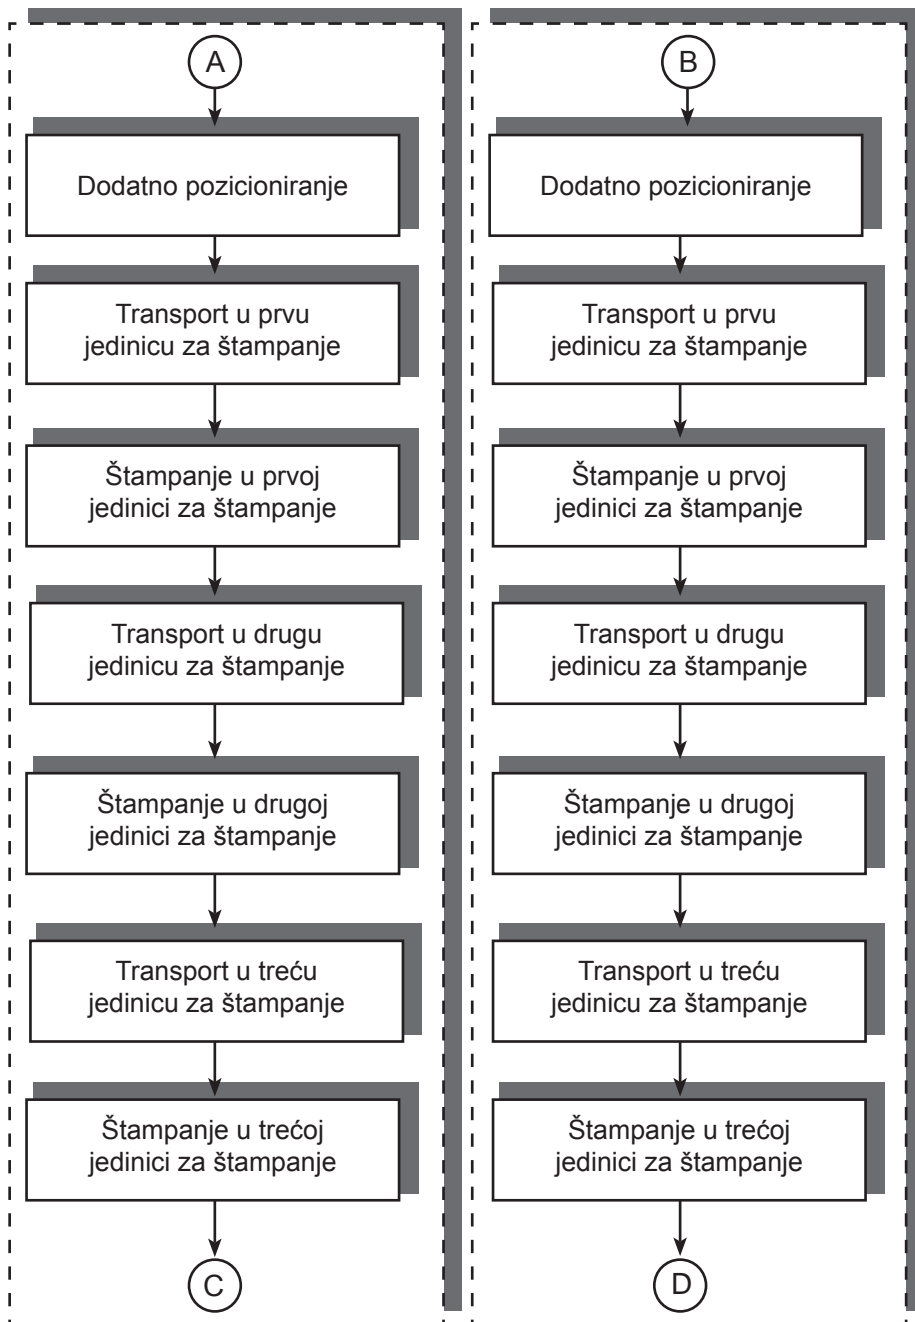 A
Dodatno pozicioniranje
Transport u prvu
jedinicu za štampanje
Štampanje u prvoj
jedinici za štampanje
Transport u drugu
jedinicu za štampanje
Štampanje u drugoj
jedinici za štampanje
Transport u treću
jedinicu za štampanje
Štampanje u trećoj
jedinici za štampanje
C
B
Dodatno pozicioniranje
Transport u prvu
jedinicu za štampanje
Štampanje u prvoj
jedinici za štampanje
Transport u drugu
jedinicu za štampanje
Štampanje u drugoj
jedinici za štampanje
Transport u treću
jedinicu za štampanje
Štampanje u trećoj
jedinici za štampanje
D